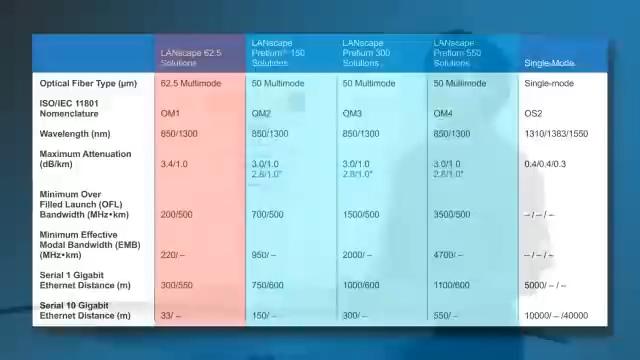 LANscape 62.5 Solutions
LANscape Pretium® 150 Solutions
LANscape Pretium 300 Solutions
LANscape Pretium 550 Solutions
Single-Mode
Optical Fiber Type (µm) 62.5 Multimode 50 Multimode 50 Multimode 50 Multimode Single-mode
ISO/IEC 11801
Nomenclature OM1 OM2 OM3 OM4 OS2
Wavelength (nm) 850/1300 850/1300 850/1300 850/1300 1310/1383/1550
Maximum Attenuation
(dB/km) 3.4/1.0 3.0/1.0 3.0/1.0 3.0/1.0 0.4/0.4/0.3
2.8/1.0* 2.8/1.0* 2.8/1.0*
Minimum Over
Filled Launch (OFL)
Bandwidth (MHz•km) 200/500 700/500 1500/500 3500/500 – / – / –
Minimum Effective
Modal Bandwidth (EMB)
(MHz•km) 220/ – 950/ – 2000/ – 4700/ – – / – / –
Serial 1 Gigabit
Ethernet Distance (m) 300/550 750/600 1000/600 1100/600 5000/ – / –
Serial 10 Gigabit
Ethernet Distance (m) 33/ – 150/ – 300/ – 550/ – 10000/ – /40000